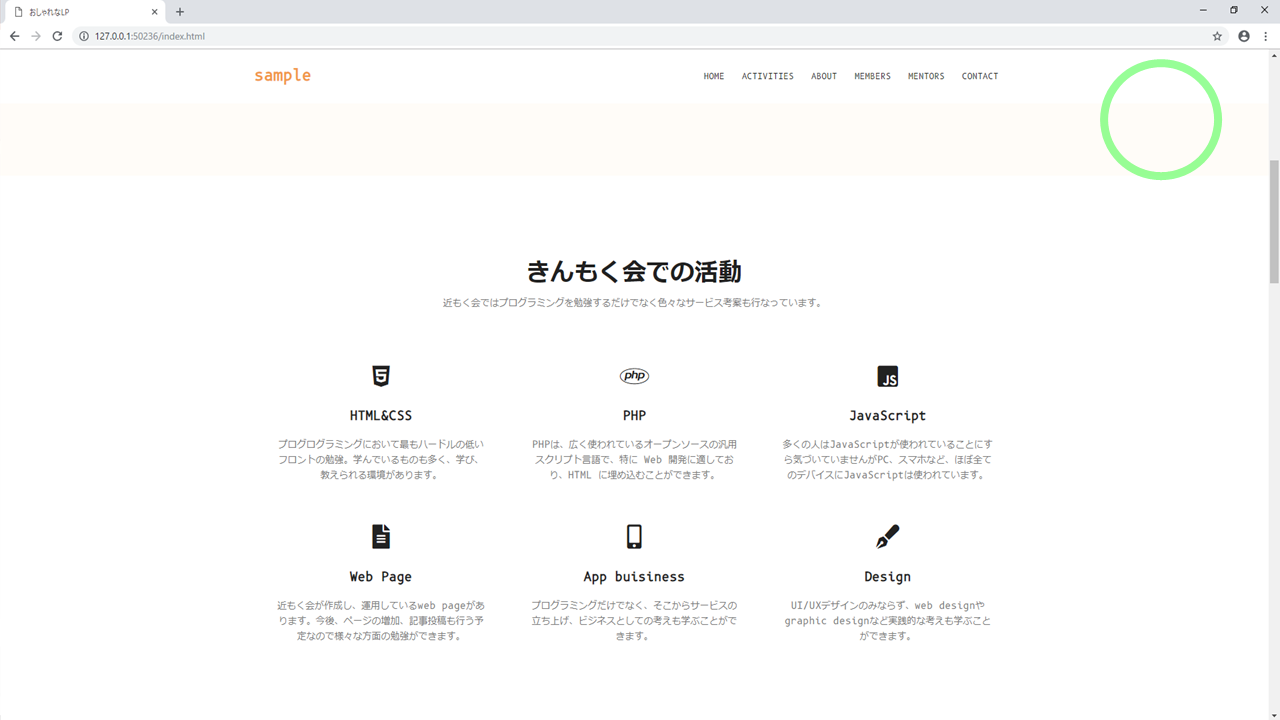 おしゃれなLP
127.0.0.1:50236/index.html
sample
HOME ACTIVITIES ABOUT MEMBERS MENTORS CONTACT
きんもく会での活動
近もく会ではプログラミングを勉強するだけでなく色々なサービス考案も行なっています。
HTML&CSS
プログログラミングにおいて最もハードルの低い
フロントの勉強。学んでいるものも多く、学び、
教えられる環境があります。
PHP
PHPは、広く使われているオープンソースの汎用
スクリプト言語で、特に Web 開発に適してお
り、HTML に埋め込むことができます。
JS
JavaScript
多くの人はJavaScriptが使われていることにす
ら気づいていませんがPC、スマホなど、ほぼ全て
のデバイスにJavaScriptは使われています。
Web Page
近もく会が作成し、運用しているweb pageがあ
ります。今後、ページの増加、記事投稿も行う予
定なので様々な方面の勉強ができます。
App buisiness
プログラミングだけでなく、そこからサービスの
立ち上げ、ビジネスとしての考えも学ぶことがで
きます。
Design
UI/UXデザインのみならず、web designや
graphic designなど実践的な考えも学ぶこと
ができます。